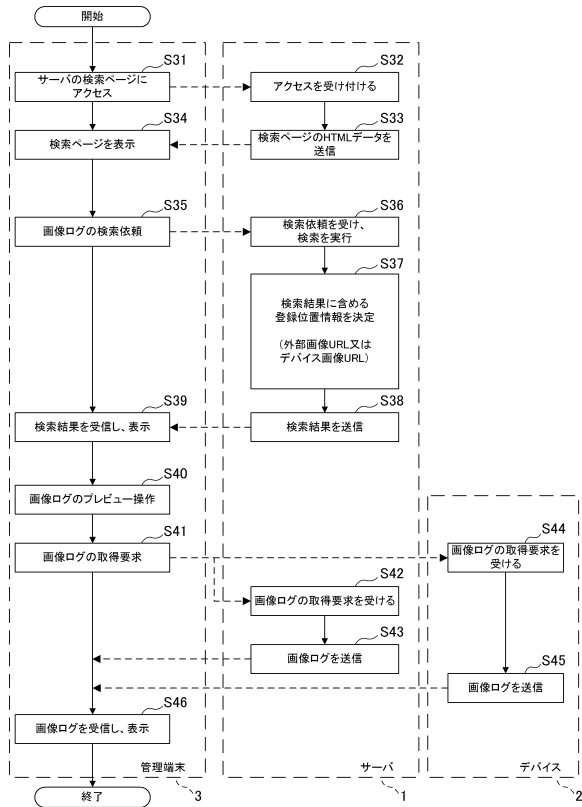 開始
S31
サーバの検索ページに
アクセス
S32
アクセスを受け付ける
S33
検索ページのHTMLデータを
送信
S34
検索ページを表示
S35
画像ログの検索依頼
S36
検索依頼を受け、
検索を実行
S37
検索結果に含める
登録位置情報を決定
(外部画像URL又は
デバイス画像URL)
S38
検索結果を送信
S39
検索結果を受信し、表示
S40
画像ログのプレビュー操作
S41
画像ログの取得要求
S44
画像ログの取得要求を
受ける
S42
画像ログの取得要求を受ける
S43
画像ログを送信
S45
画像ログを送信
S46
画像ログを受信し、表示
管理端末
サーバ
デバイス
終了
3
1
2